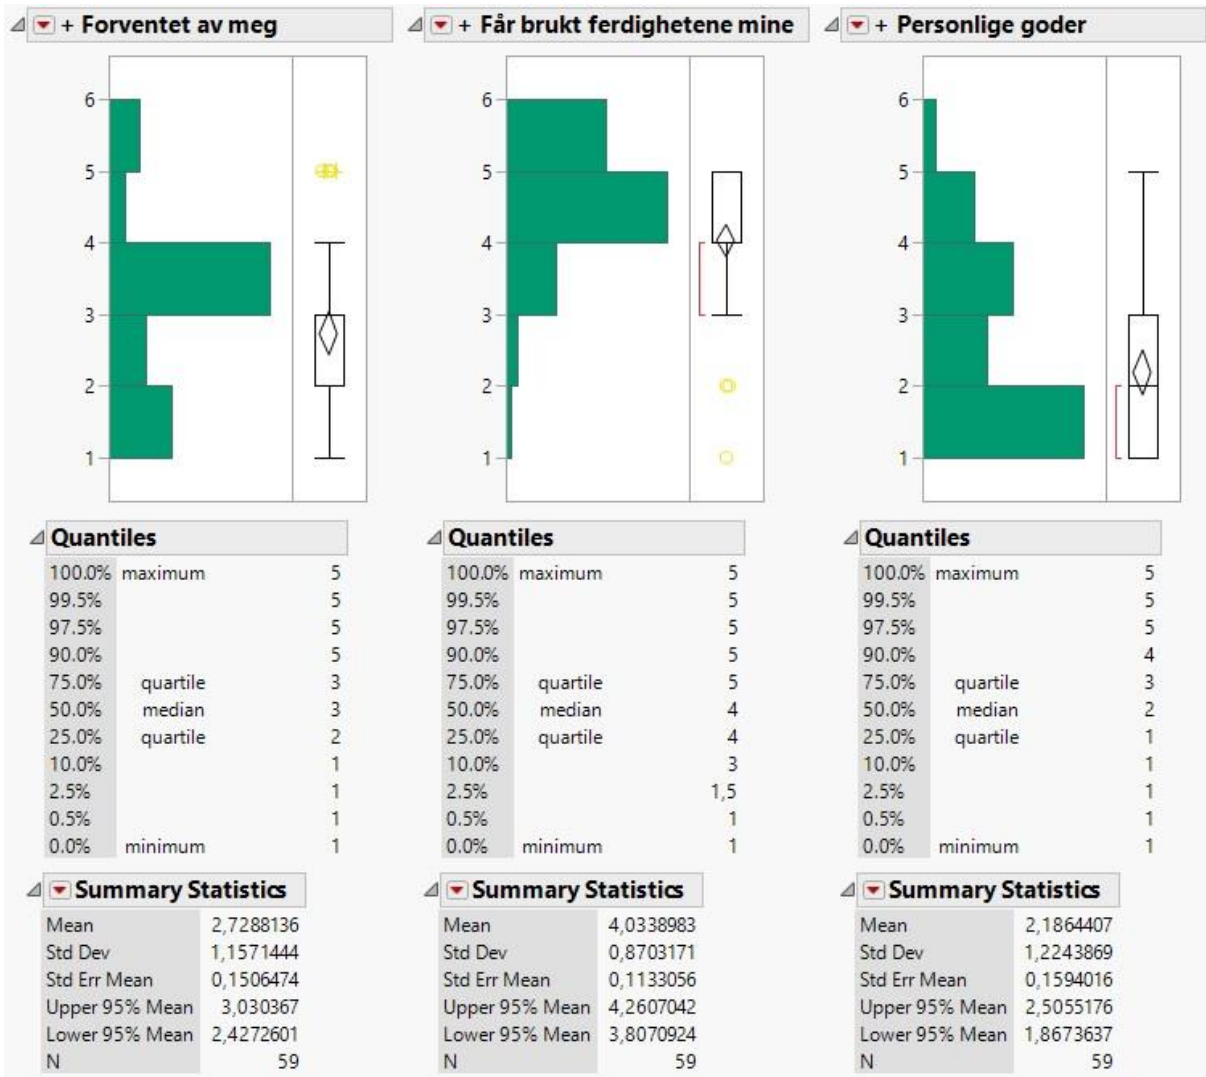 + Forventet av meg
6
5
4
3
2
1
Quantiles
100.0% maximum 5
99.5% 5
97.5% 5
90.0% 5
75.0% quartile 3
50.0% median 3
25.0% quartile 2
10.0% 1
2.5% 1
0.5% 1
0.0% minimum 1
Summary Statistics
Mean 2,7288136
Std Dev 1,1571444
Std Err Mean 0,1506474
Upper 95% Mean 3,030367
Lower 95% Mean 2,4272601
N 59
+ Får brukt ferdighetene mine
6
5
4
3
2
1
Quantiles
100.0% maximum 5
99.5% 5
97.5% 5
90.0% 5
75.0% quartile 5
50.0% median 4
25.0% quartile 4
10.0% 3
2.5% 1,5
0.5% 1
0.0% minimum 1
Summary Statistics
Mean 4,0338983
Std Dev 0,8703171
Std Err Mean 0,1133056
Upper 95% Mean 4,2607042
Lower 95% Mean 3,8070924
N 59
+ Personlige goder
6
5
4
3
2
1
Quantiles
100.0% maximum 5
99.5% 5
97.5% 5
90.0% 4
75.0% quartile 3
50.0% median 2
25.0% quartile 1
10.0% 1
2.5% 1
0.5% 1
0.0% minimum 1
Summary Statistics
Mean 2,1864407
Std Dev 1,2243869
Std Err Mean 0,1594016
Upper 95% Mean 2,5055176
Lower 95% Mean 1,8673637
N 59